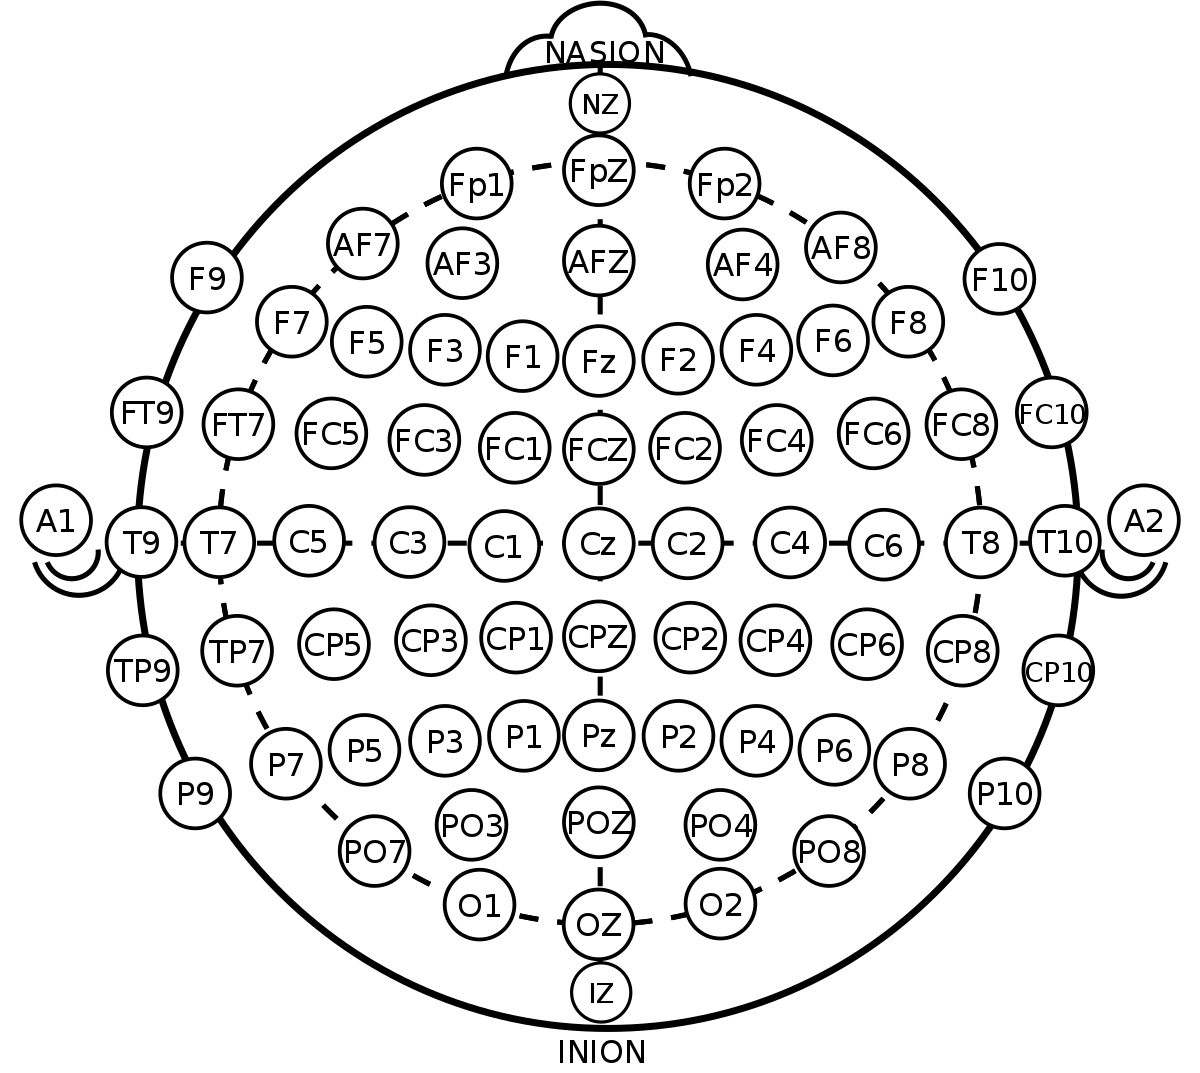 NASION
NZ
Fp1 FpZ Fp2
AF7 AF3 AFZ AF4 AF8
F9 F10
F7 F5 F3 F1 Fz F2 F4 F6 F8
FT9 FT7 FC5 FC3 FC1 FCZ FC2 FC4 FC6 FC8 FC10
A1 A2
T9 T7 C5 C3 C1 Cz C2 C4 C6 T8 T10
TP9 TP7 CP5 CP3 CP1 CPZ CP2 CP4 CP6 CP8 CP10
P7 P5 P3 P1 Pz P2 P4 P6 P8
P9 P10
PO7 PO3 POZ PO4 PO8
O1 OZ O2
IZ
INION